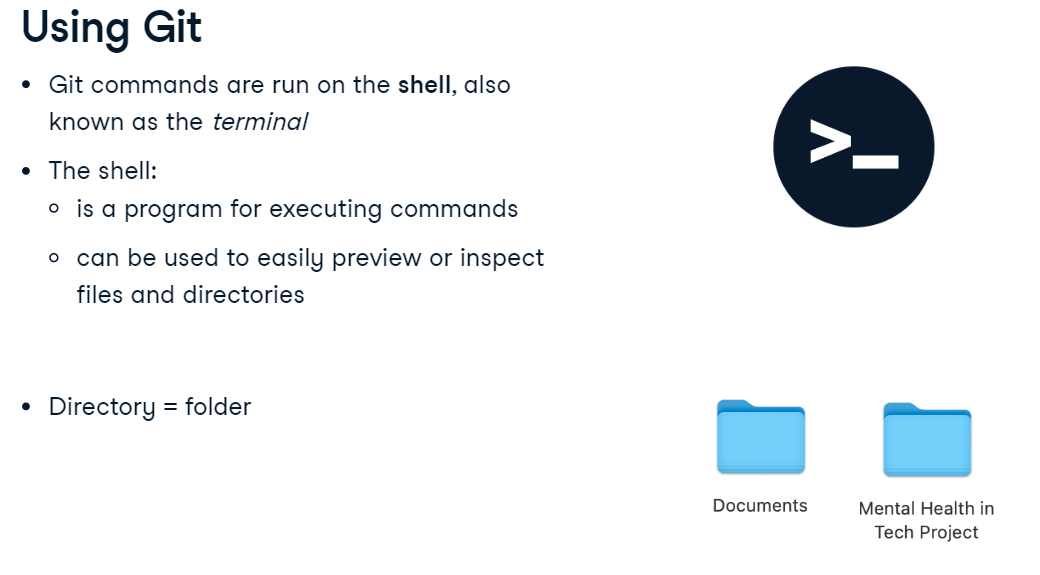 Using Git
• Git commands are run on the shell, also
known as the terminal
• The shell:
○ is a program for executing commands
○ can be used to easily preview or inspect
files and directories
• Directory = folder
>_
Documents
Mental Health in
Tech Project